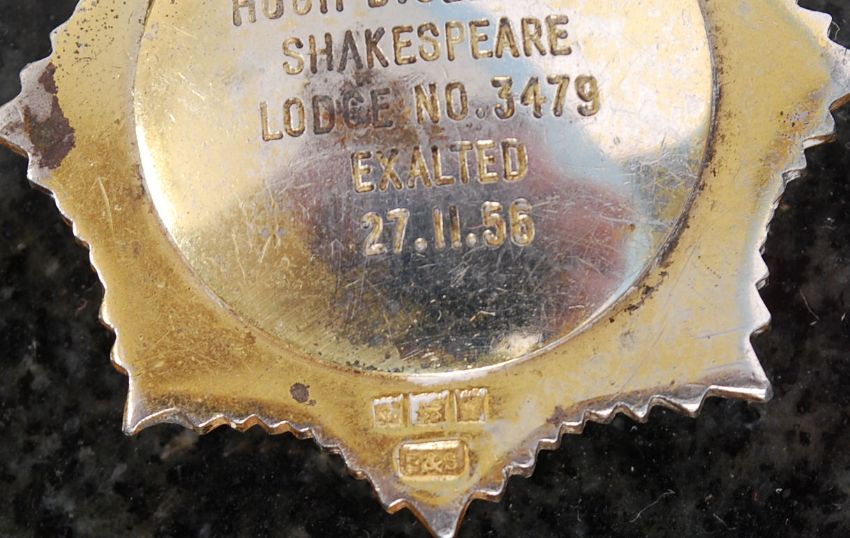 SHAKESPEARE
LODGE NO. 3479
EXALTED
27.11.56